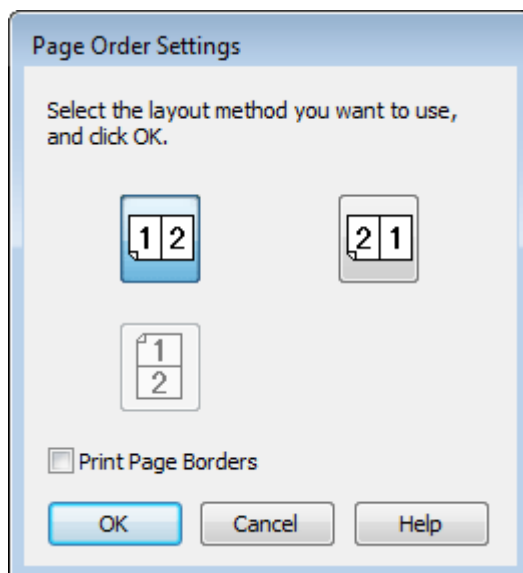 Page Order Settings
Select the layout method you want to use,
and click OK.
1 2
2 1
1
2
Print Page Borders
OK Cancel Help